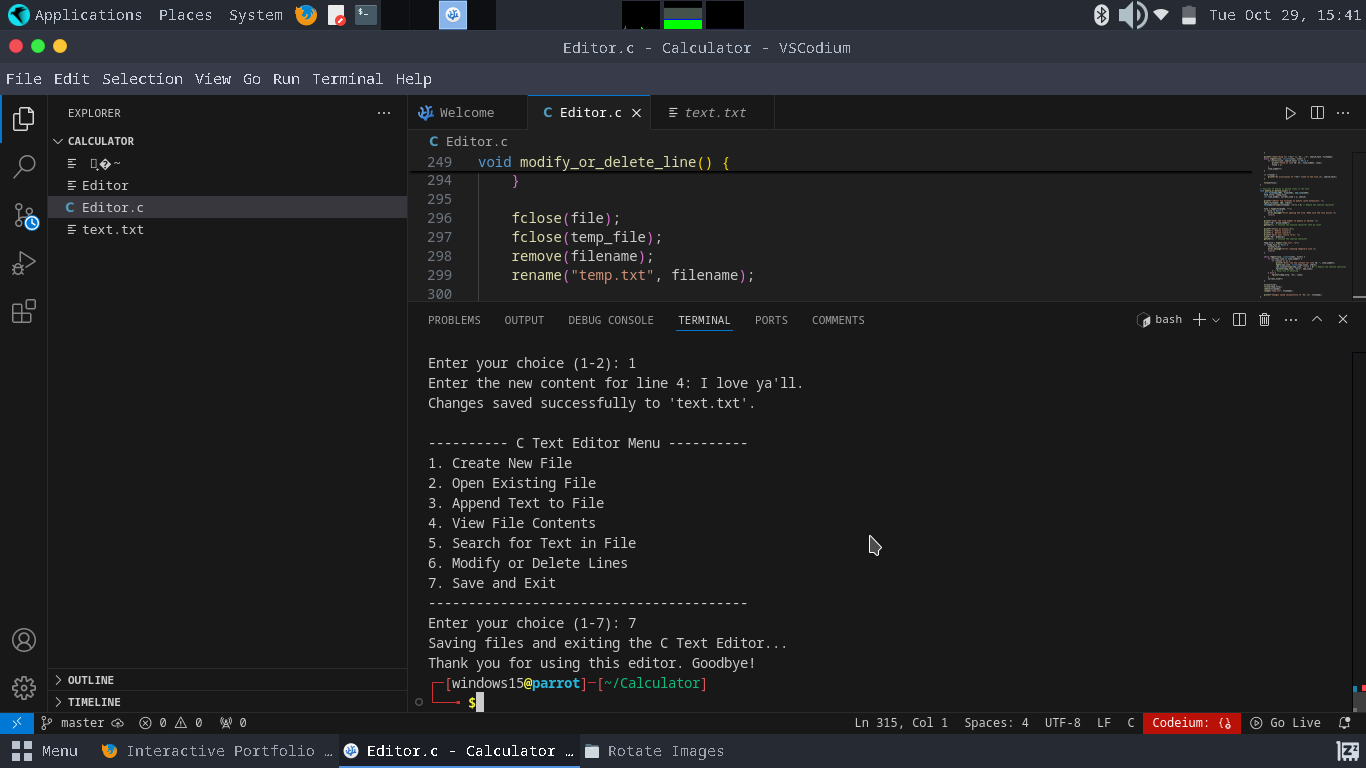 Applications Places System Tue Oct 29, 15:41
Editor.c - Calculator - VSCodium
File Edit Selection View Go Run Terminal Help
EXPLORER
CALCULATOR
Editor
Editor.c
text.txt
OUTLINE
TIMELINE
Welcome
Editor.c
text.txt
Editor.c
249 void modify_or_delete_line() {
294 }
295
296 fclose(file);
297 fclose(temp_file);
298 remove(filename);
299 rename("temp.txt", filename);
300
PROBLEMS OUTPUT DEBUG CONSOLE TERMINAL PORTS COMMENTS
bash
Enter your choice (1-2): 1
Enter the new content for line 4: I love ya'll.
Changes saved successfully to 'text.txt'.
---------- C Text Editor Menu ----------
1. Create New File
2. Open Existing File
3. Append Text to File
4. View File Contents
5. Search for Text in File
6. Modify or Delete Lines
7. Save and Exit
----------------------------------------
Enter your choice (1-7): 7
Saving files and exiting the C Text Editor...
Thank you for using this editor. Goodbye!
┌─[windows15@parrot]─[~/Calculator]
└──╼ $
master 0 0 0 Ln 315, Col 1 Spaces: 4 UTF-8 LF C Codeium: {} Go Live
Menu Interactive Portfolio … Editor.c - Calculator … Rotate Images